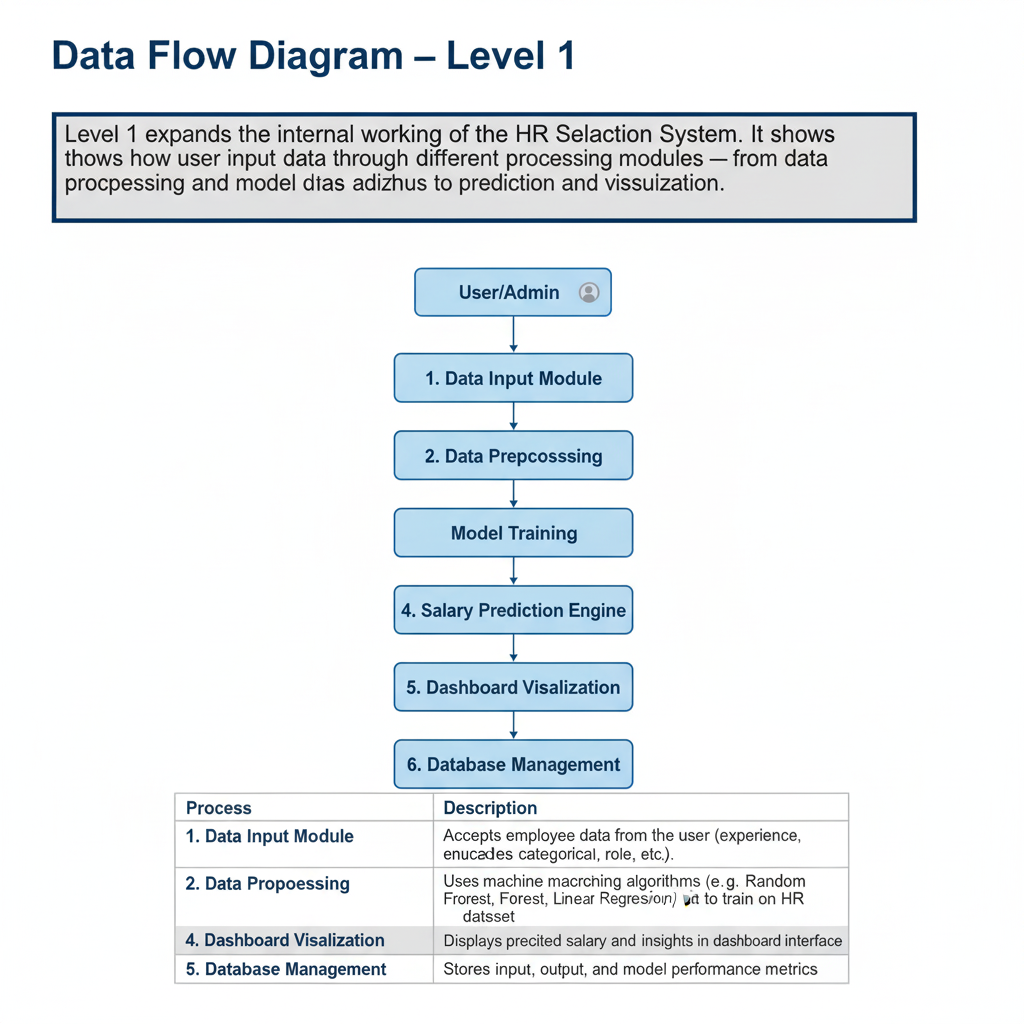 Data Flow Diagram – Level 1
Level 1 expands the internal working of the HR Selaction System. It shows
thows how user input data through different processing modules — from data
procpessing and model dtas adizhus to prediction and vissuization.
User/Admin
1. Data Input Module
2. Data Prepcosssing
Model Training
4. Salary Prediction Engine
5. Dashboard Visalization
6. Database Management
Process Description
1. Data Input Module Accepts employee data from the user (experience,
enucades categorical, role, etc.).
2. Data Propoessing Uses machine macrching algorithms (e.g. Random
Frorest, Forest, Linear Regresion) to train on HR
datsset
4. Dashboard Visalization Displays precited salary and insights in dashboard interface
5. Database Management Stores input, output, and model performance metrics